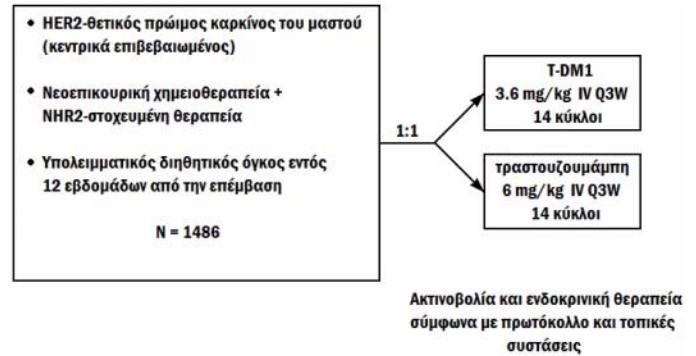 • HER2-θετικός πρώιμος καρκίνος του μαστού
(κεντρικά επιβεβαιωμένος)
• Νεοεπικουρική χημειοθεραπεία +
NHR2-στοχευμένη θεραπεία
• Υπολειμματικός διηθητικός όγκος εντός
12 εβδομάδων από την επέμβαση
N = 1486
1:1
T-DM1
3.6 mg/kg IV Q3W
14 κύκλοι
τραστουζουμάμπη
6 mg/kg IV Q3W
14 κύκλοι
Ακτινοβολία και ενδοκρινική θεραπεία
σύμφωνα με πρωτόκολλο και τοπικές
συστάσεις